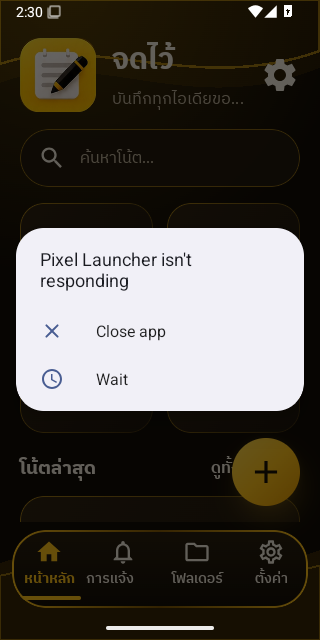 2:30
จดไว้
บันทึกทุกไอเดียขอ...
ค้นหาโน้ต...
Pixel Launcher isn't
responding
Close app
Wait
โน้ตล่าสุด
ดูทั้
หน้าหลัก การแจ้ง โฟลเดอร์ ตั้งค่า